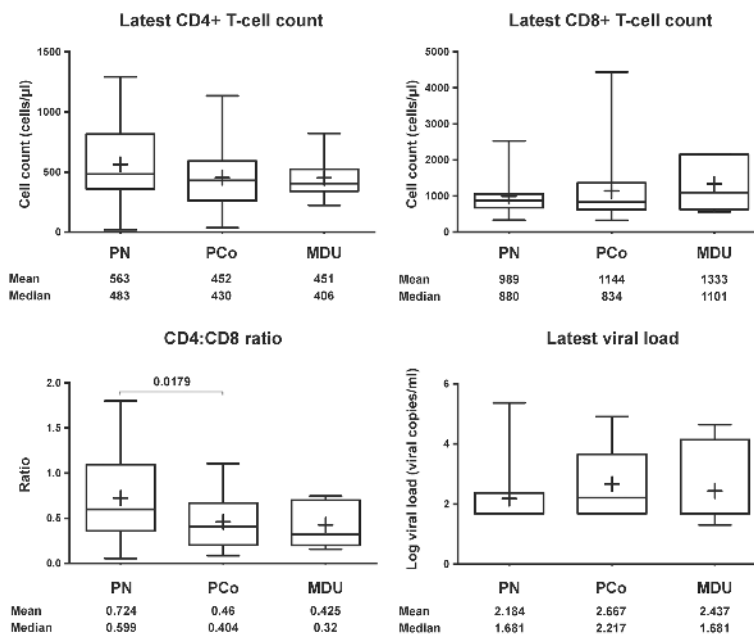 Latest CD4+ T-cell count
Cell count (cells/µl)
1500
1000
500
0
PN PCo MDU
Mean 563 452 451
Median 483 430 406
Latest CD8+ T-cell count
Cell count (cells/µl)
5000
4000
3000
2000
1000
0
PN PCo MDU
Mean 989 1144 1333
Median 880 834 1101
CD4:CD8 ratio
0.0179
Ratio
2.0
1.5
1.0
0.5
0.0
PN PCo MDU
Mean 0.724 0.46 0.425
Median 0.599 0.404 0.32
Latest viral load
Log viral load (viral copies/ml)
6
4
2
0
PN PCo MDU
Mean 2.184 2.667 2.437
Median 1.681 2.217 1.681